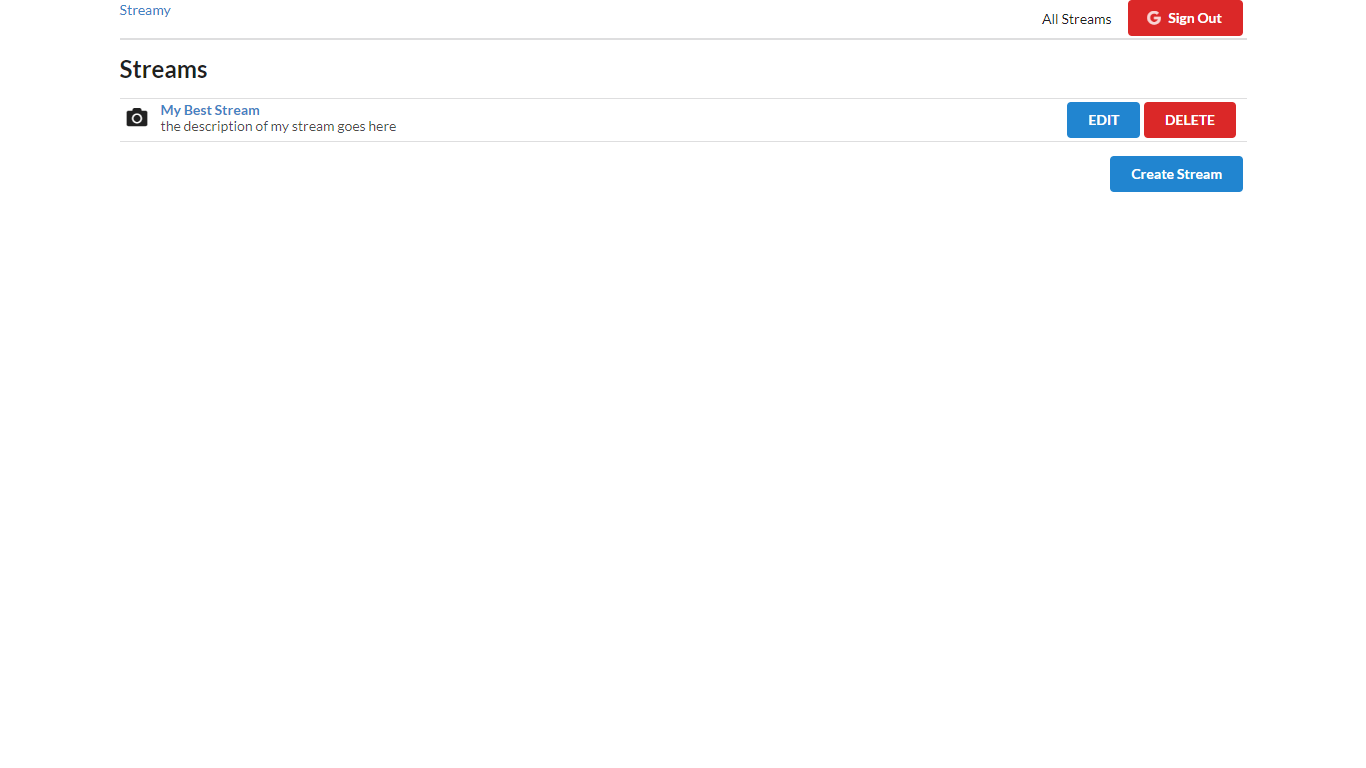 Streamy
All Streams
Sign Out
Streams
My Best Stream
the description of my stream goes here
EDIT
DELETE
Create Stream